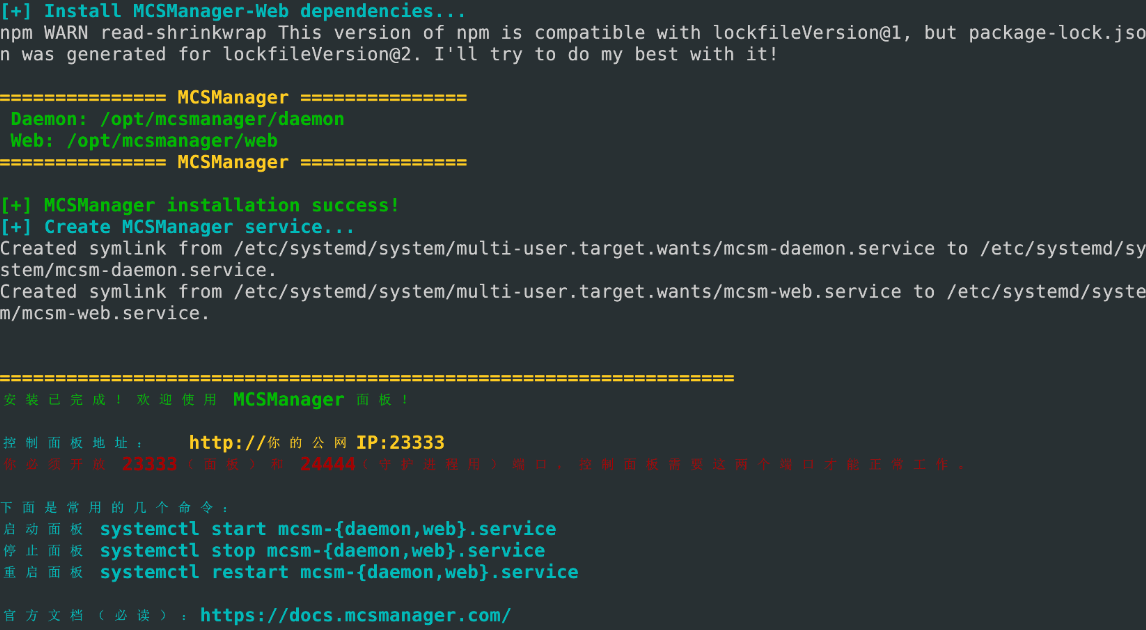 [+] Install MCSManager-Web dependencies...
npm WARN read-shrinkwrap This version of npm is compatible with lockfileVersion@1, but package-lock.jso
n was generated for lockfileVersion@2. I'll try to do my best with it!
=============== MCSManager ===============
Daemon: /opt/mcsmanager/daemon
Web: /opt/mcsmanager/web
=============== MCSManager ===============
[+] MCSManager installation success!
[+] Create MCSManager service...
Created symlink from /etc/systemd/system/multi-user.target.wants/mcsm-daemon.service to /etc/systemd/sy
stem/mcsm-daemon.service.
Created symlink from /etc/systemd/system/multi-user.target.wants/mcsm-web.service to /etc/systemd/syste
m/mcsm-web.service.
==================================================================
安装已完成！欢迎使用 MCSManager 面板！
控制面板地址： http://你的公网IP:23333
你必须开放 23333（面板）和 24444（守护进程用）端口，控制面板需要这两个端口才能正常工作。
下面是常用的几个命令：
启动面板 systemctl start mcsm-{daemon,web}.service
停止面板 systemctl stop mcsm-{daemon,web}.service
重启面板 systemctl restart mcsm-{daemon,web}.service
官方文档（必读）：https://docs.mcsmanager.com/